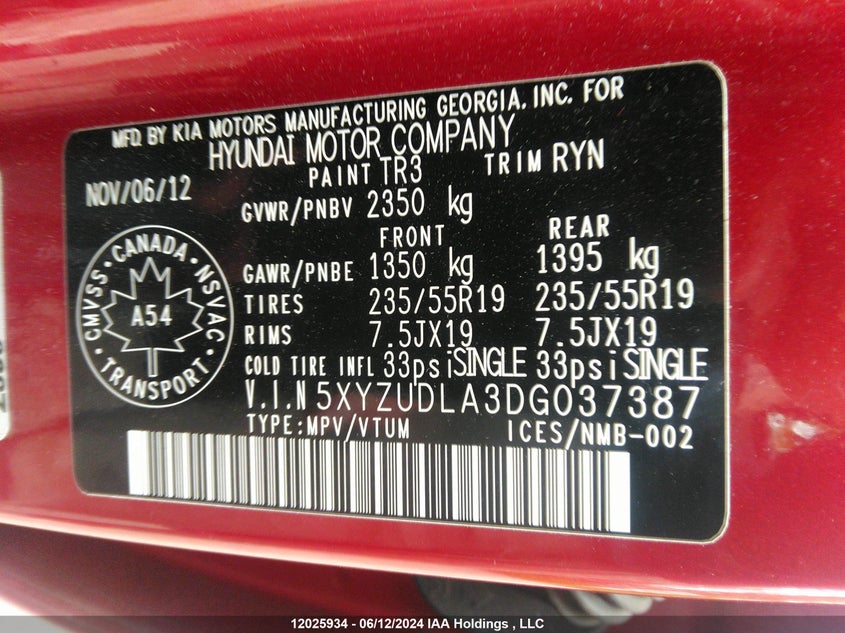 MFD. BY KIA MOTORS MANUFACTURING GEORGIA, INC. FOR
HYUNDAI MOTOR COMPANY
PAINT TR3 TRIM RYN
NOV/06/12
GVWR/PNBV 2350 kg
FRONT REAR
GAWR/PNBE 1350 kg 1395 kg
TIRES 235/55R19 235/55R19
RIMS 7.5JX19 7.5JX19
COLD TIRE INFL 33psi SINGLE 33psi SINGLE
V.I.N 5XYZUDLA3DG037387
TYPE:MPV/VTUM ICES/NMB-002
CANADA
CMVSS NSVAC
A54
TRANSPORT
12025934 - 06/12/2024 IAA Holdings , LLC